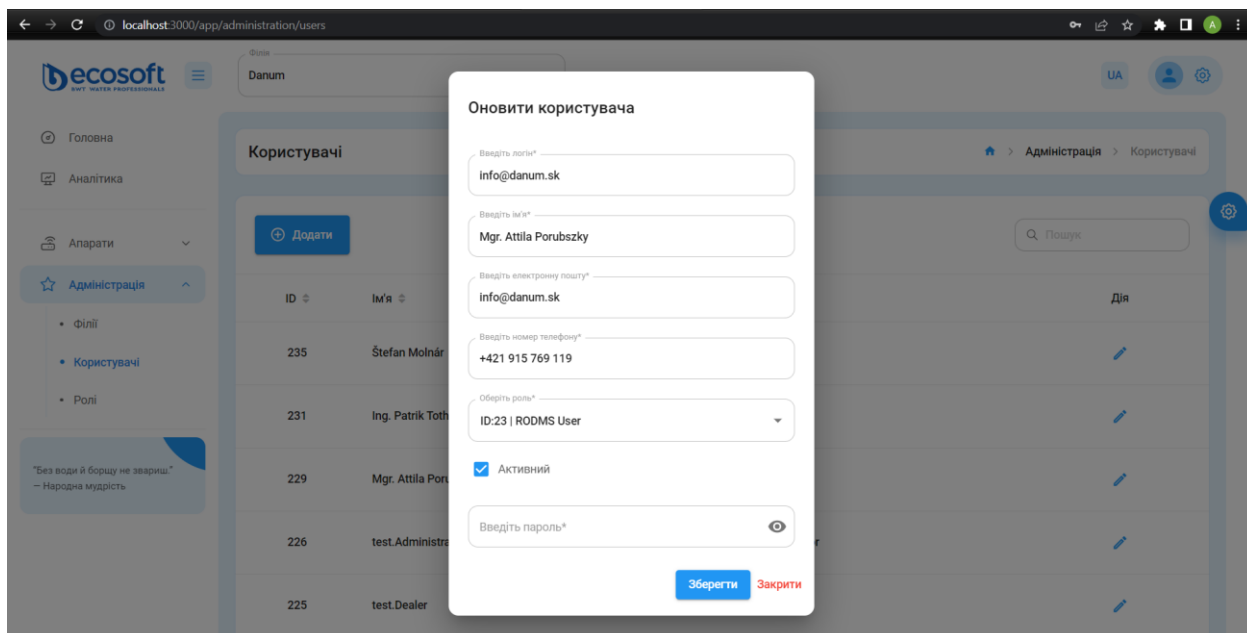 localhost:3000/app/administration/users
A
ecosoft
BWT WATER PROFESSIONALS
Філія
Danum
UA
Головна
Аналітика
Апарати
Адміністрація
Філії
Користувачі
Ролі
"Без води й борщу не звариш."
— Народна мудрість
Користувачі
Адміністрація > Користувачі
Додати
Пошук
ID
Ім'я
Дія
235
Štefan Molnár
231
Ing. Patrik Toth
229
Mgr. Attila
226
225
test.Dealer
Оновити користувача
Введіть логін*
info@danum.sk
Введіть ім'я*
Mgr. Attila Porubszky
Введіть електронну пошту*
info@danum.sk
Введіть номер телефону*
+421 915 769 119
Оберіть роль*
ID:23 | RODMS User
Активний
Введіть пароль*
Зберегти
Закрити